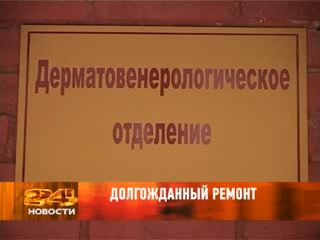 Дерматовенерологическое
отделение
ДОЛГОЖДАННЫЙ РЕМОНТ
24
НОВОСТИ